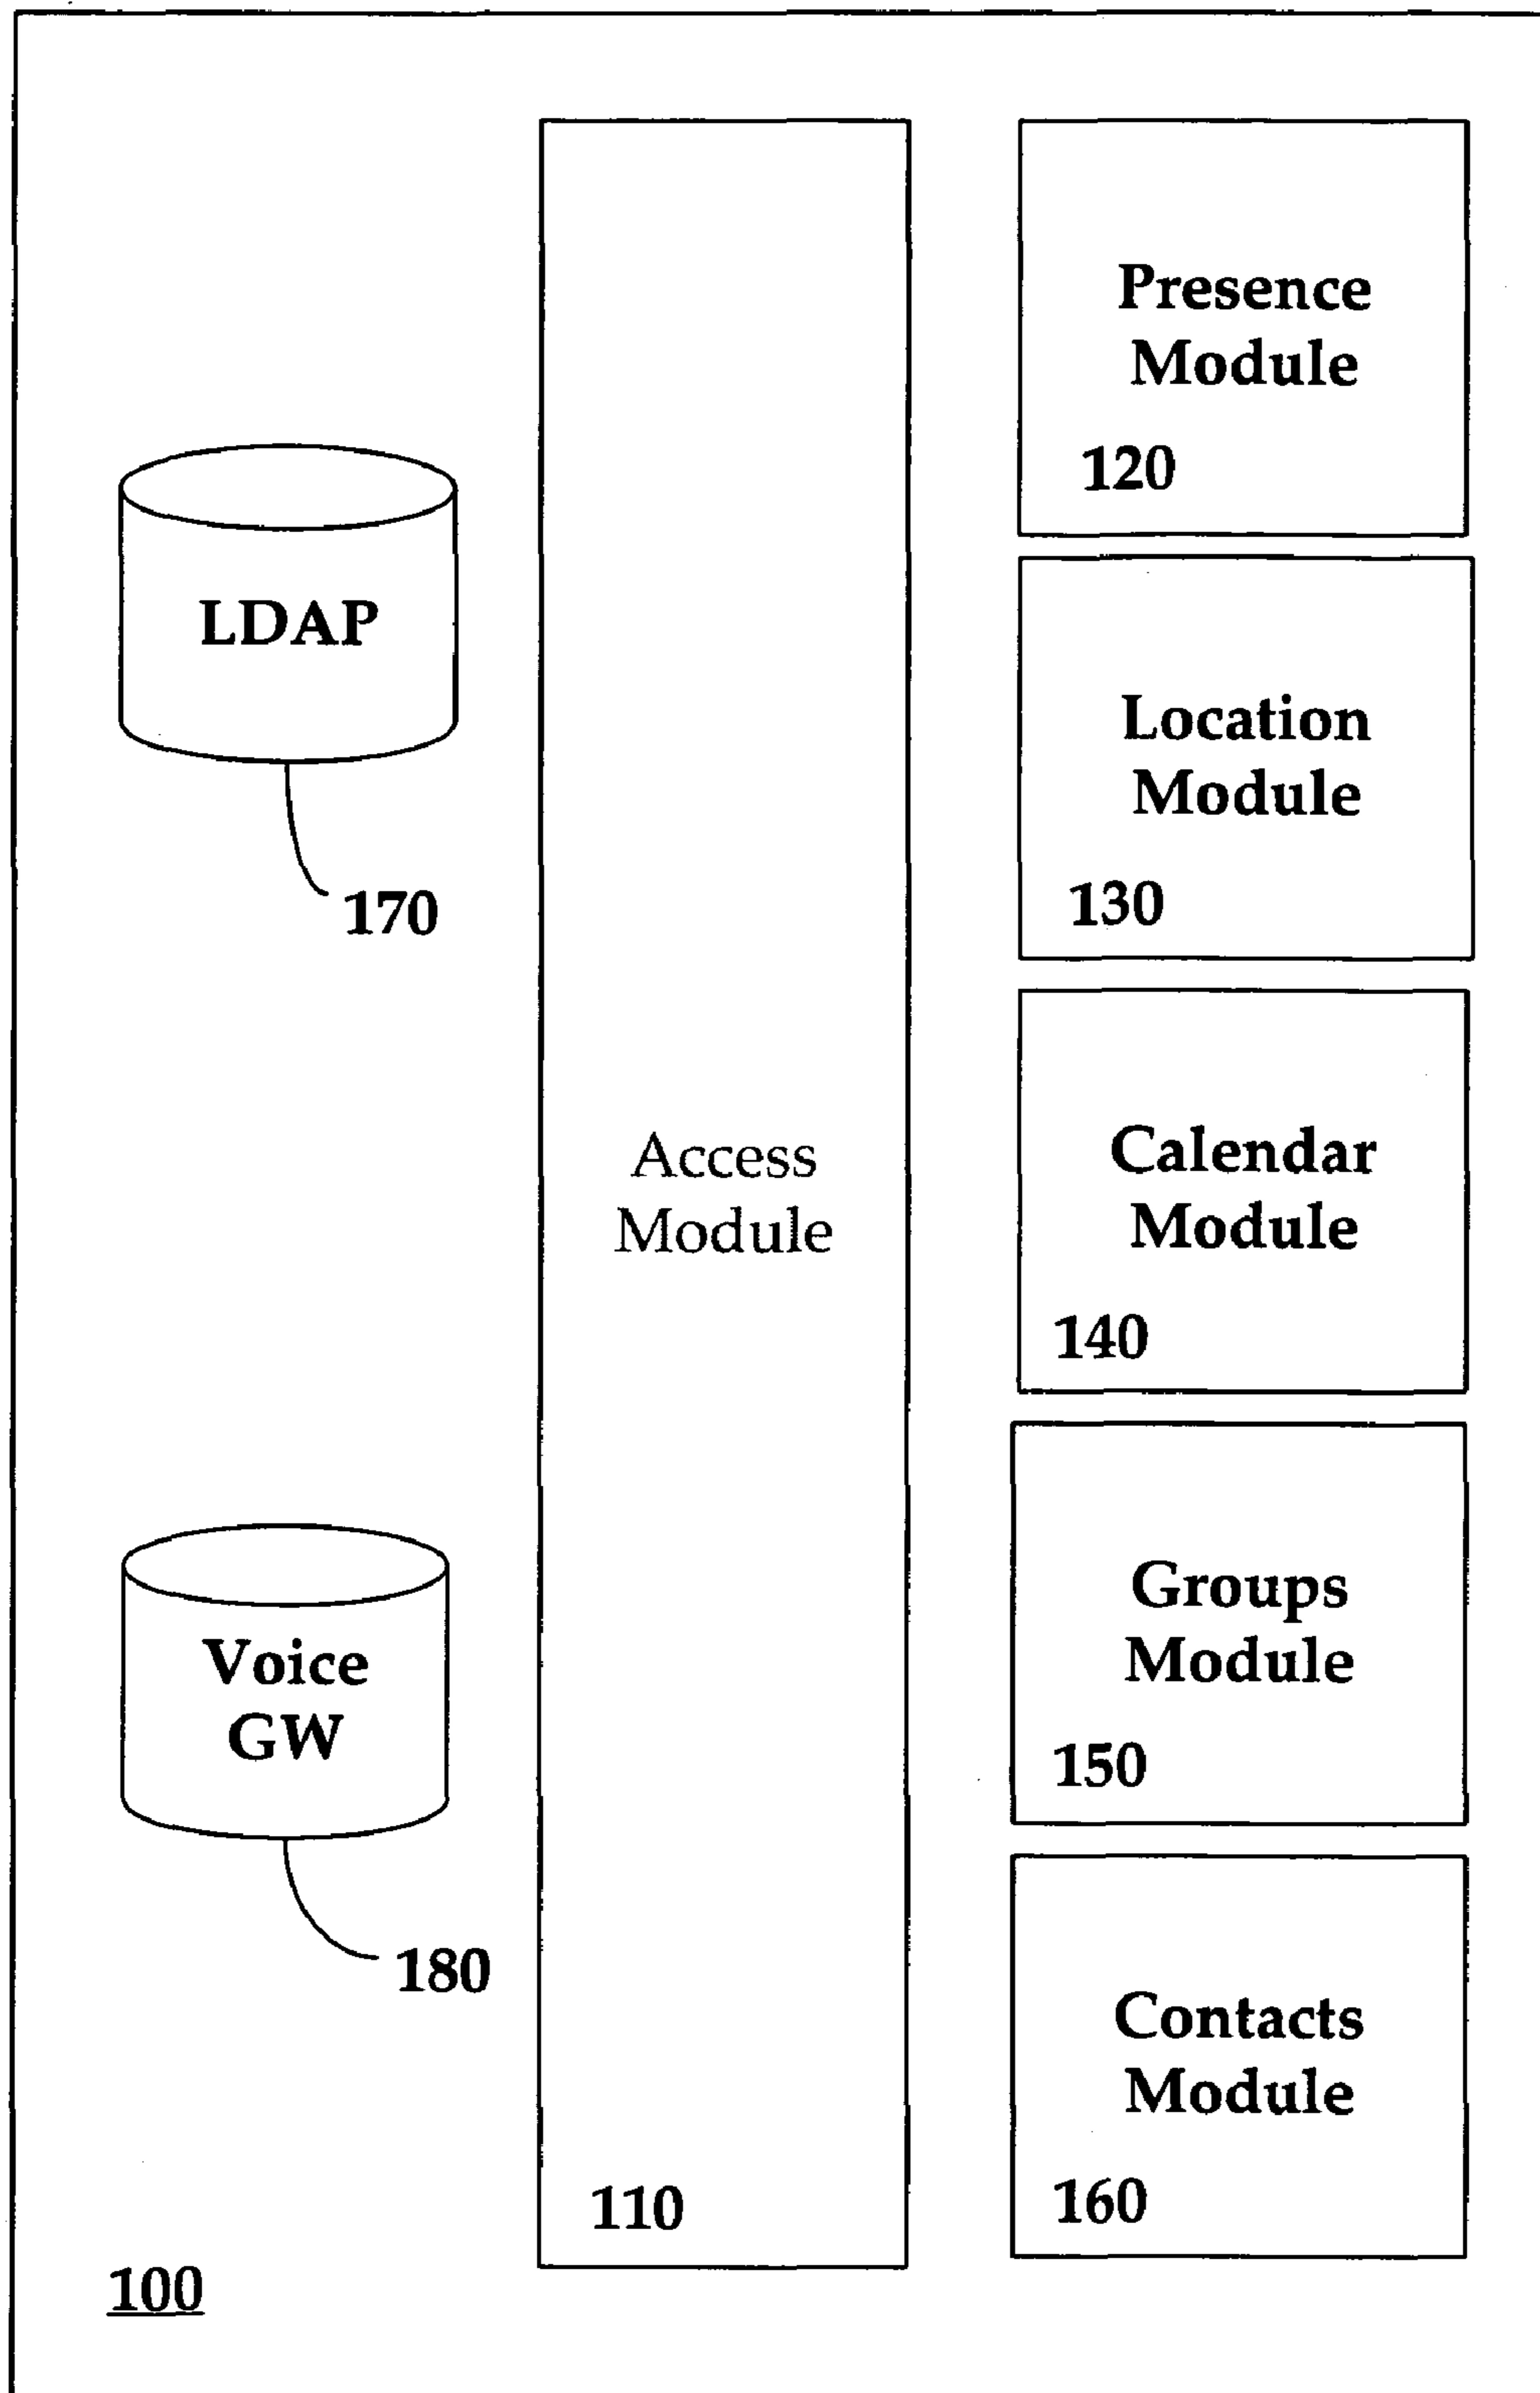 LDAP
170
Voice
GW
180
100
Access
Module
110
Presence
Module
120
Location
Module
130
Calendar
Module
140
Groups
Module
150
Contacts
Module
160